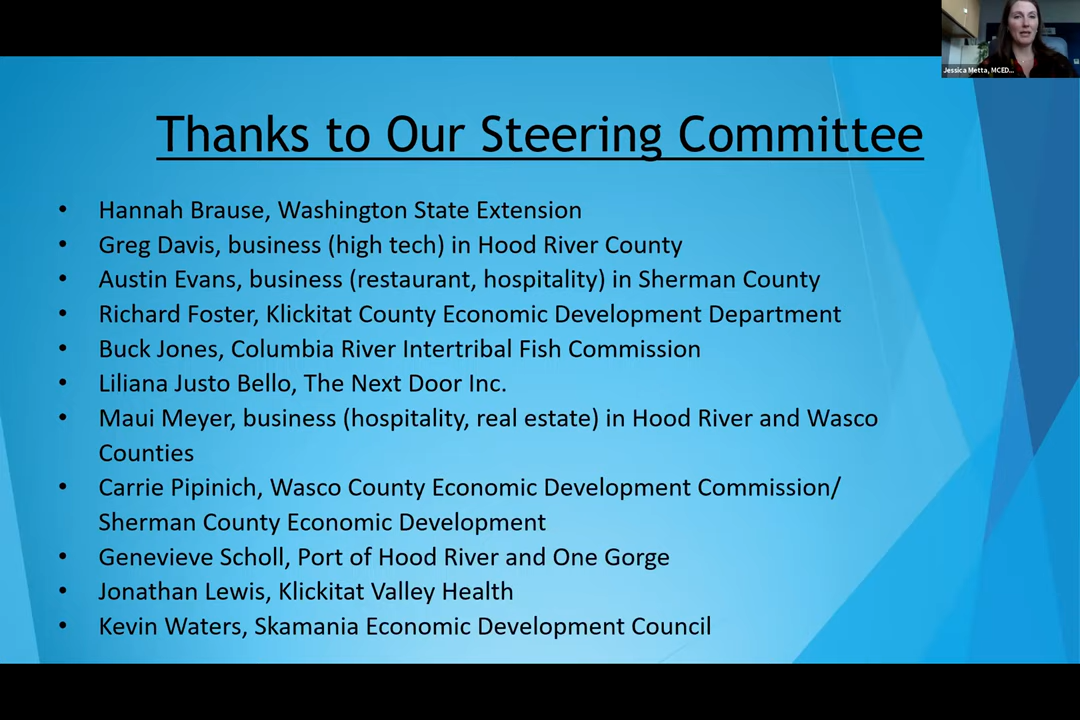 Jessica Metta, MCED...
Thanks to Our Steering Committee
• Hannah Brause, Washington State Extension
• Greg Davis, business (high tech) in Hood River County
• Austin Evans, business (restaurant, hospitality) in Sherman County
• Richard Foster, Klickitat County Economic Development Department
• Buck Jones, Columbia River Intertribal Fish Commission
• Liliana Justo Bello, The Next Door Inc.
• Maui Meyer, business (hospitality, real estate) in Hood River and Wasco
Counties
• Carrie Pipinich, Wasco County Economic Development Commission/
Sherman County Economic Development
• Genevieve Scholl, Port of Hood River and One Gorge
• Jonathan Lewis, Klickitat Valley Health
• Kevin Waters, Skamania Economic Development Council